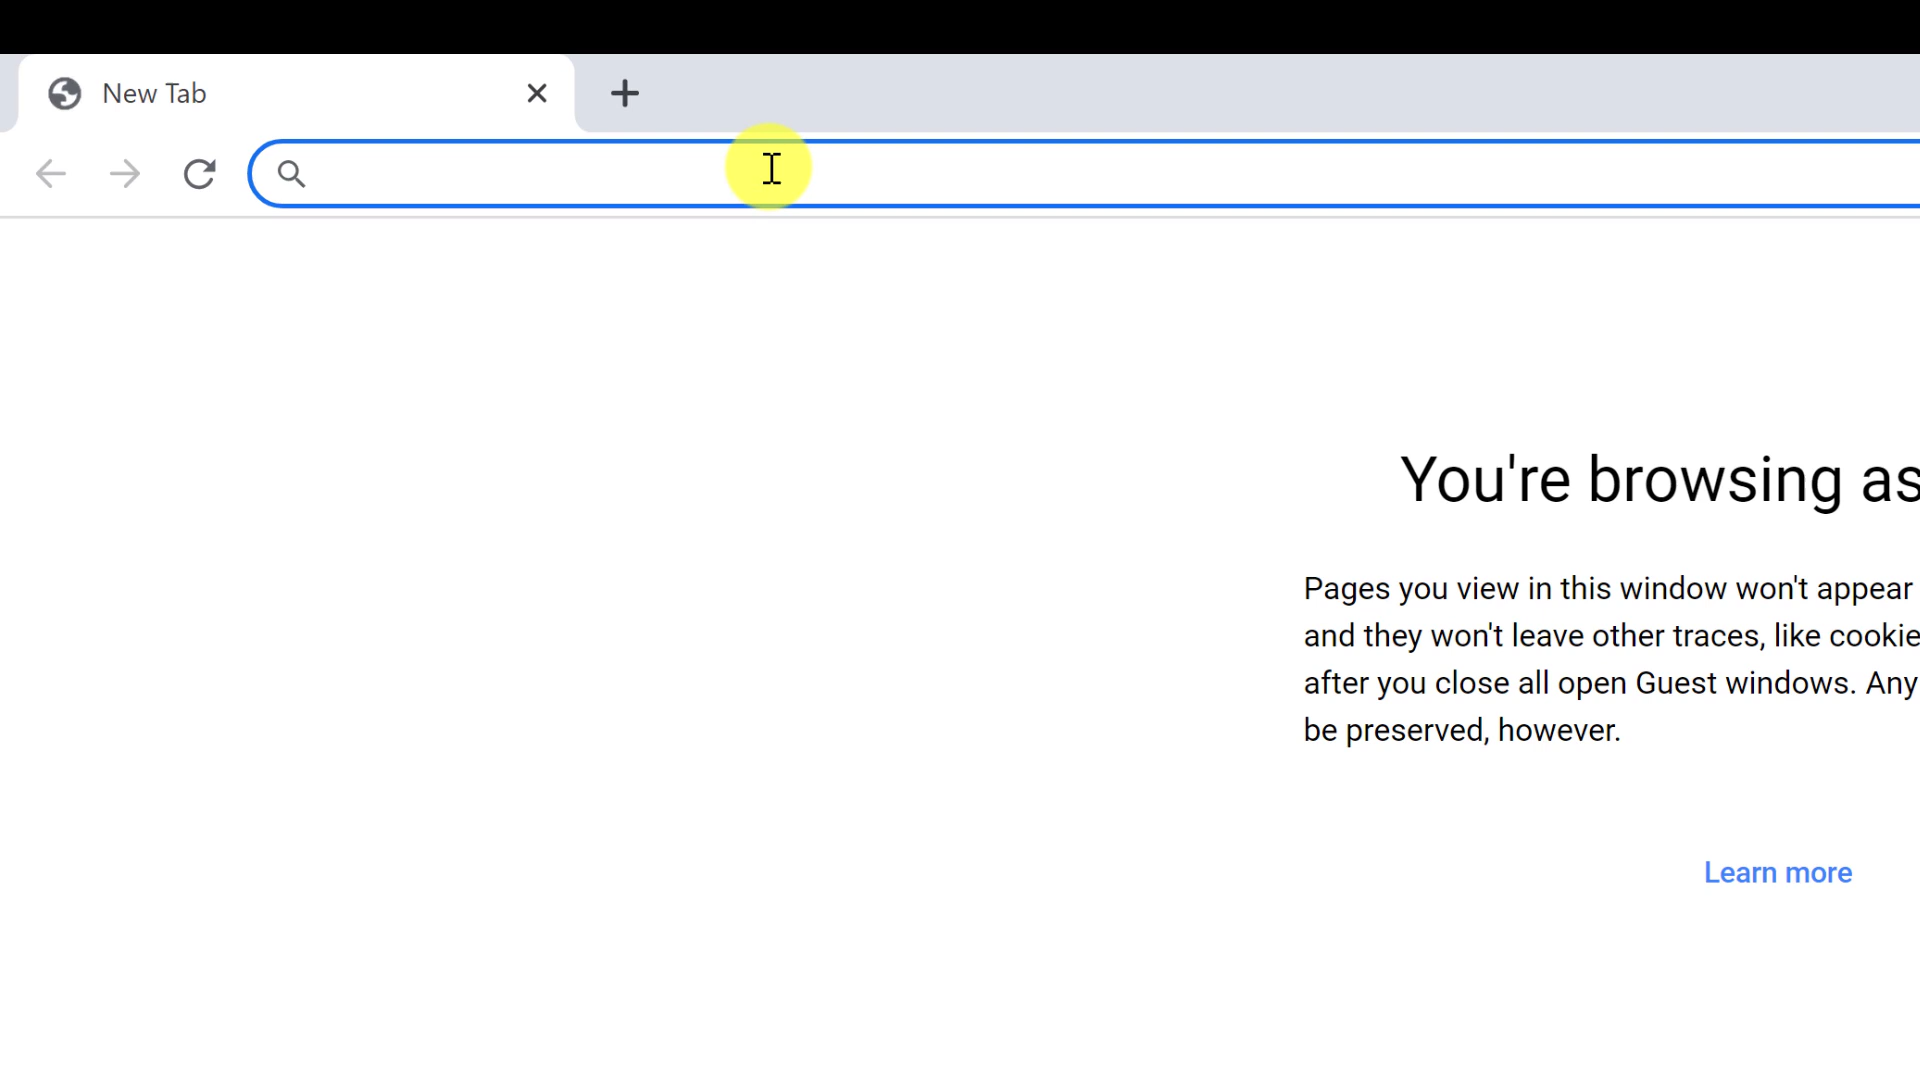 New Tab
You're browsing as
Pages you view in this window won't appear
and they won't leave other traces, like cookie
after you close all open Guest windows. Any
be preserved, however.
Learn more